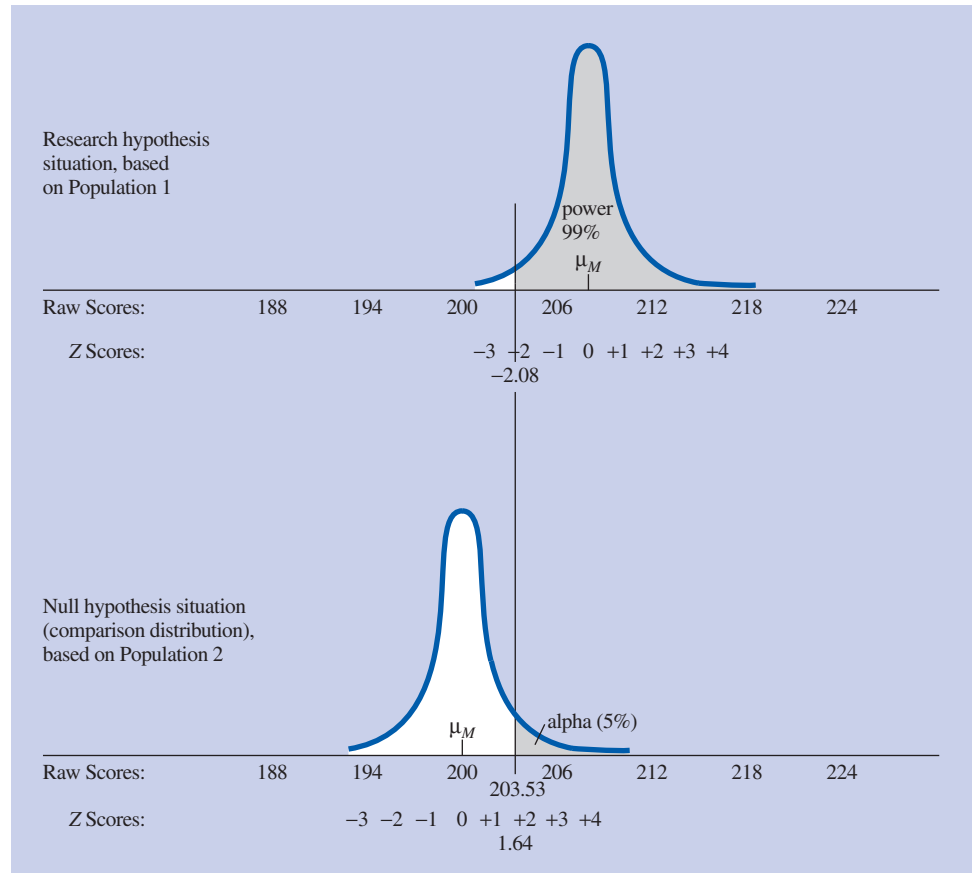 Research hypothesis
situation, based
on Population 1
power
99%
μM
Raw Scores: 188 194 200 206 212 218 224
Z Scores: −3 −2 −1 0 +1 +2 +3 +4
−2.08
Null hypothesis situation
(comparison distribution),
based on Population 2
μM
alpha (5%)
Raw Scores: 188 194 200 206 212 218 224
203.53
Z Scores: −3 −2 −1 0 +1 +2 +3 +4
1.64